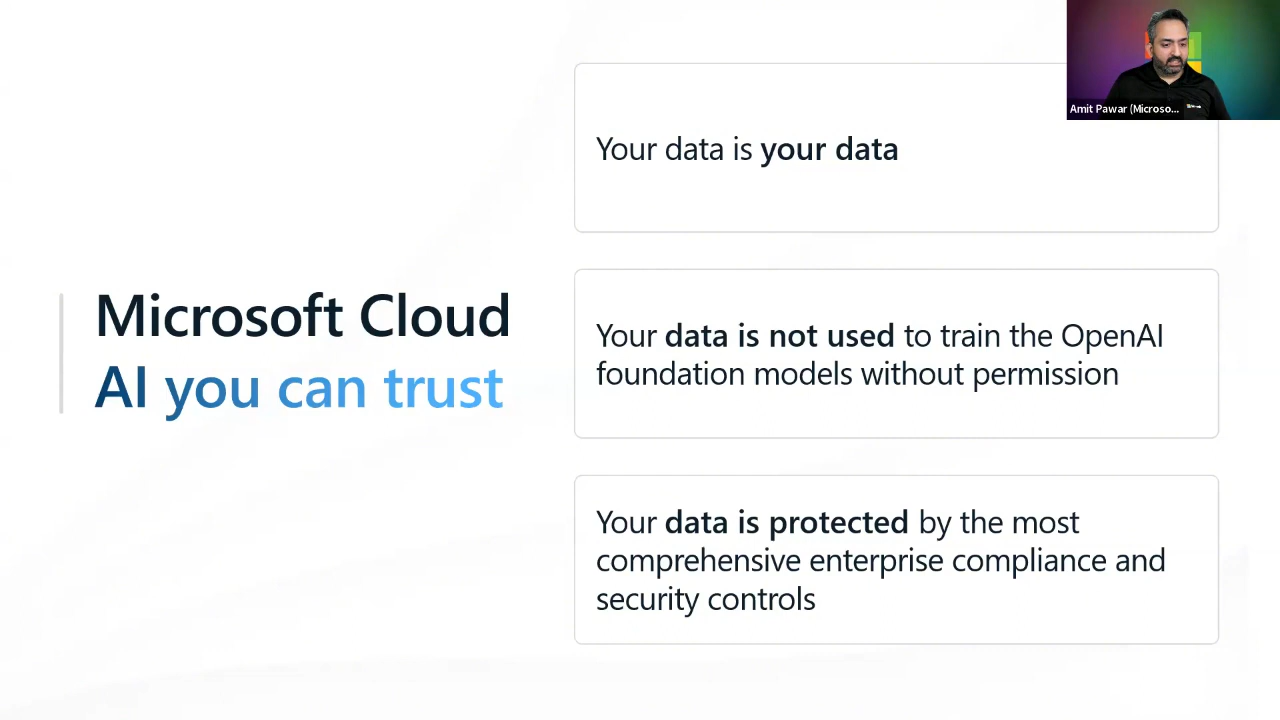 Microsoft Cloud
AI you can trust
Your data is your data
Your data is not used to train the OpenAI
foundation models without permission
Your data is protected by the most
comprehensive enterprise compliance and
security controls
Amit Pawar (Microso...